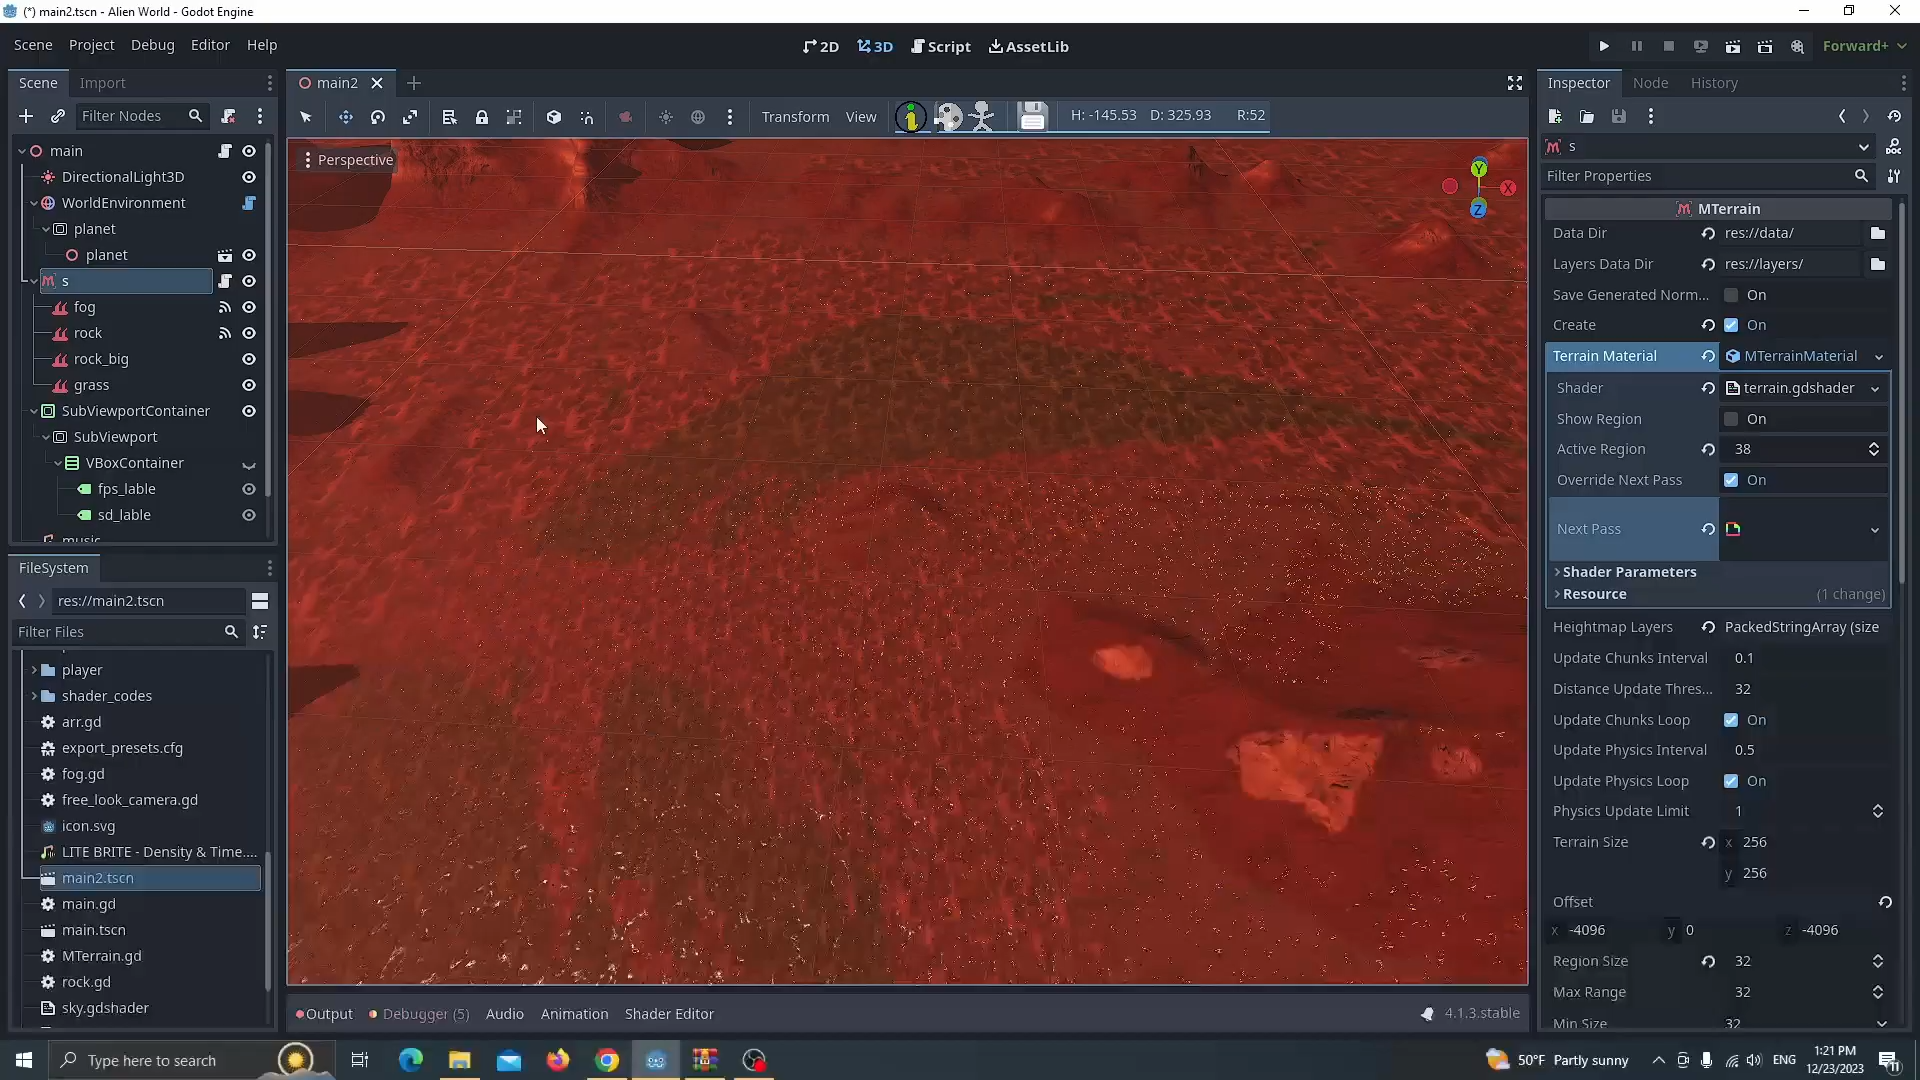 (*) main2.tscn - Alien World - Godot Engine
Scene Project Debug Editor Help
2D 3D Script AssetLib
Forward+
Scene Import
main2
Inspector Node History
Filter Nodes
Transform View
H: -145.53 D: 325.93 R:52
main
DirectionalLight3D
WorldEnvironment
planet
planet
s
fog
rock
rock_big
grass
SubViewportContainer
SubViewport
VBoxContainer
fps_lable
sd_lable
music
Perspective
Y
X
Z
FileSystem
res://main2.tscn
Filter Files
player
shader_codes
arr.gd
export_presets.cfg
fog.gd
free_look_camera.gd
icon.svg
LITE BRITE - Density & Time....
main2.tscn
main.gd
main.tscn
MTerrain.gd
rock.gd
sky.gdshader
Output Debugger (5) Audio Animation Shader Editor
4.1.3.stable
s
DOC
Filter Properties
MTerrain
Data Dir res://data/
Layers Data Dir res://layers/
Save Generated Norm... On
Create On
Terrain Material MTerrainMaterial
Shader terrain.gdshader
Show Region On
Active Region 38
Override Next Pass On
Next Pass
Shader Parameters
Resource (1 change)
Heightmap Layers PackedStringArray (size
Update Chunks Interval 0.1
Distance Update Thres... 32
Update Chunks Loop On
Update Physics Interval 0.5
Update Physics Loop On
Physics Update Limit 1
Terrain Size x 256
y 256
Offset
x -4096 y 0 z -4096
Region Size 32
Max Range 32
Min Size 32
Type here to search
50°F Partly sunny
ENG
1:21 PM
12/23/2023
11